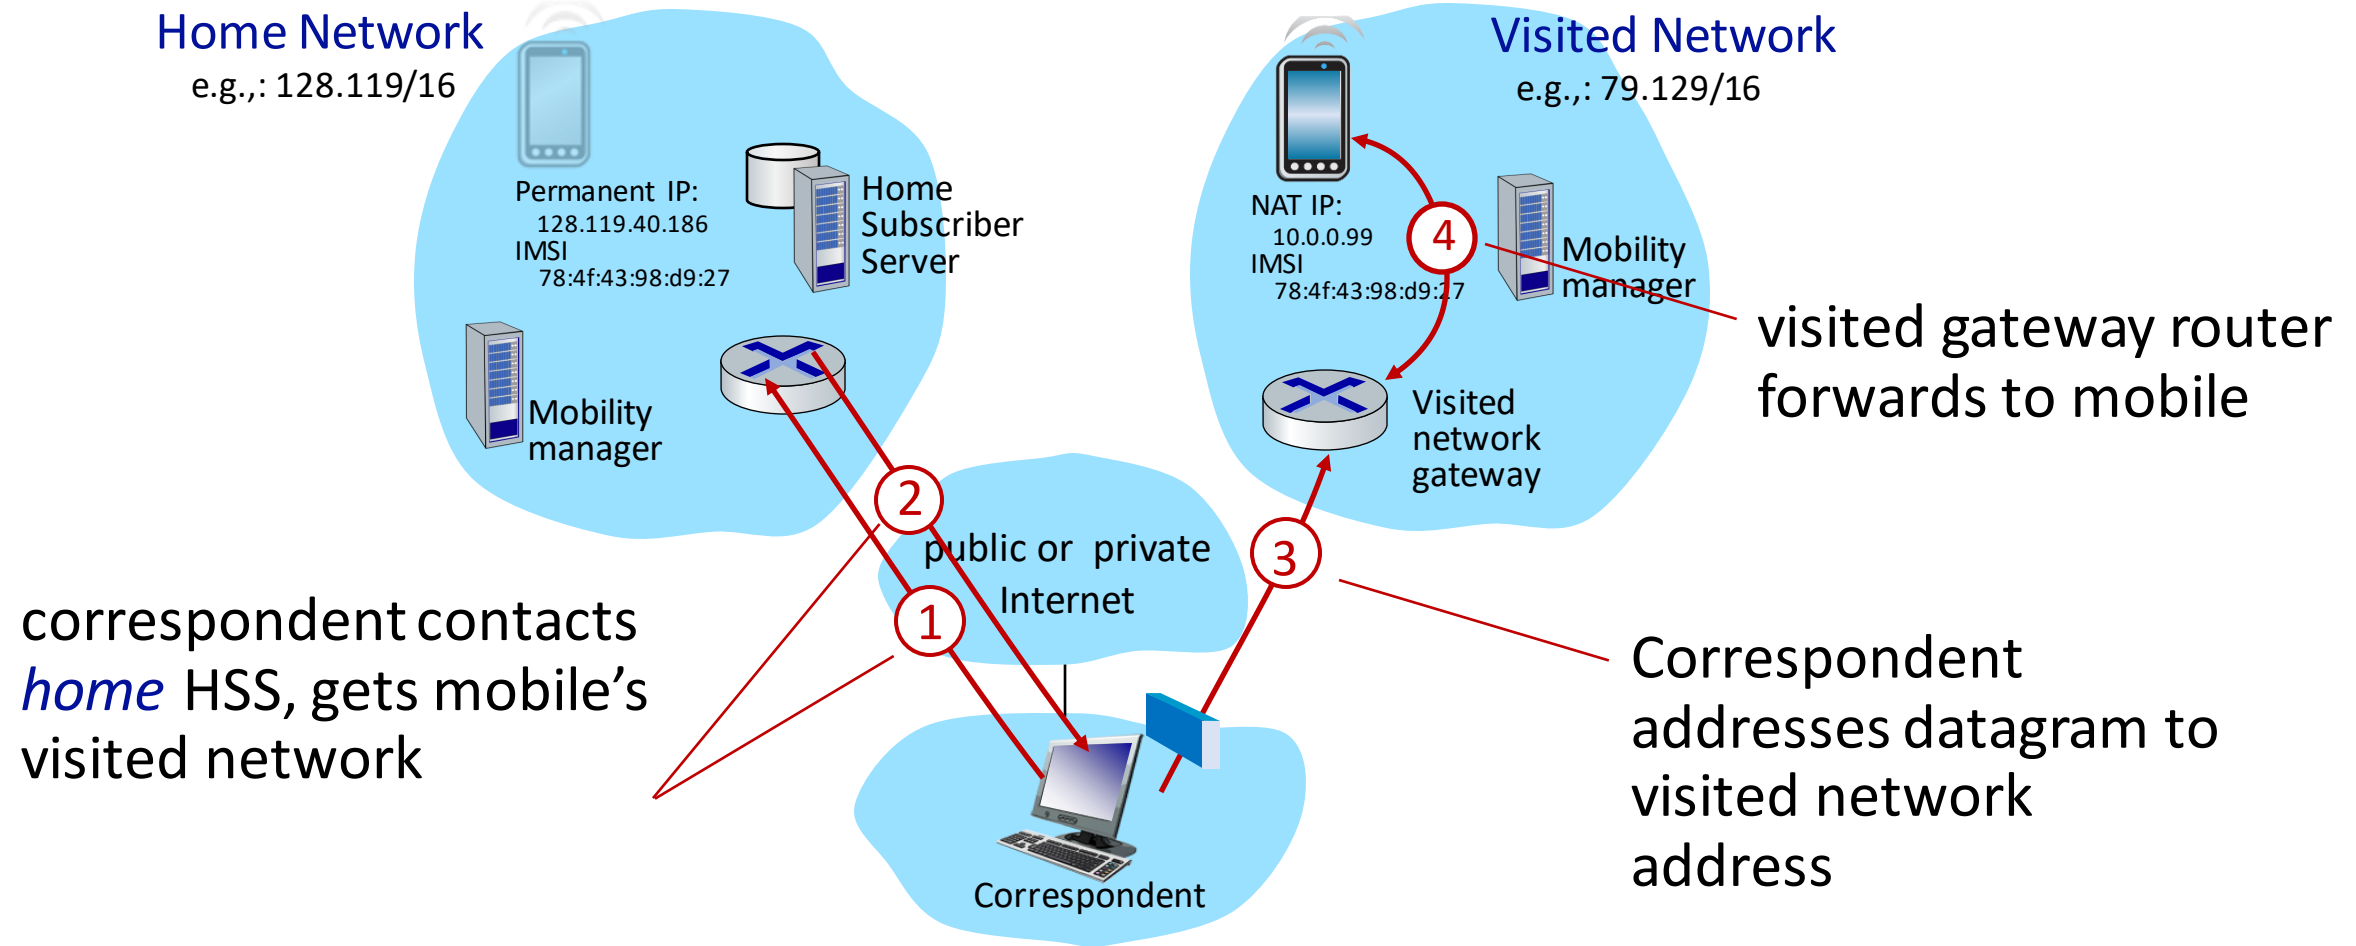 Home Network
e.g.,: 128.119/16
Permanent IP:
128.119.40.186
IMSI
78:4f:43:98:d9:27
Home
Subscriber
Server
Mobility
manager
Visited Network
e.g.,: 79.129/16
NAT IP:
10.0.0.99
IMSI
78:4f:43:98:d9:27
4
Mobility
manager
Visited
network
gateway
visited gateway router
forwards to mobile
2
public or private
Internet
3
1
correspondent contacts
home HSS, gets mobile’s
visited network
Correspondent
addresses datagram to
visited network
address
Correspondent